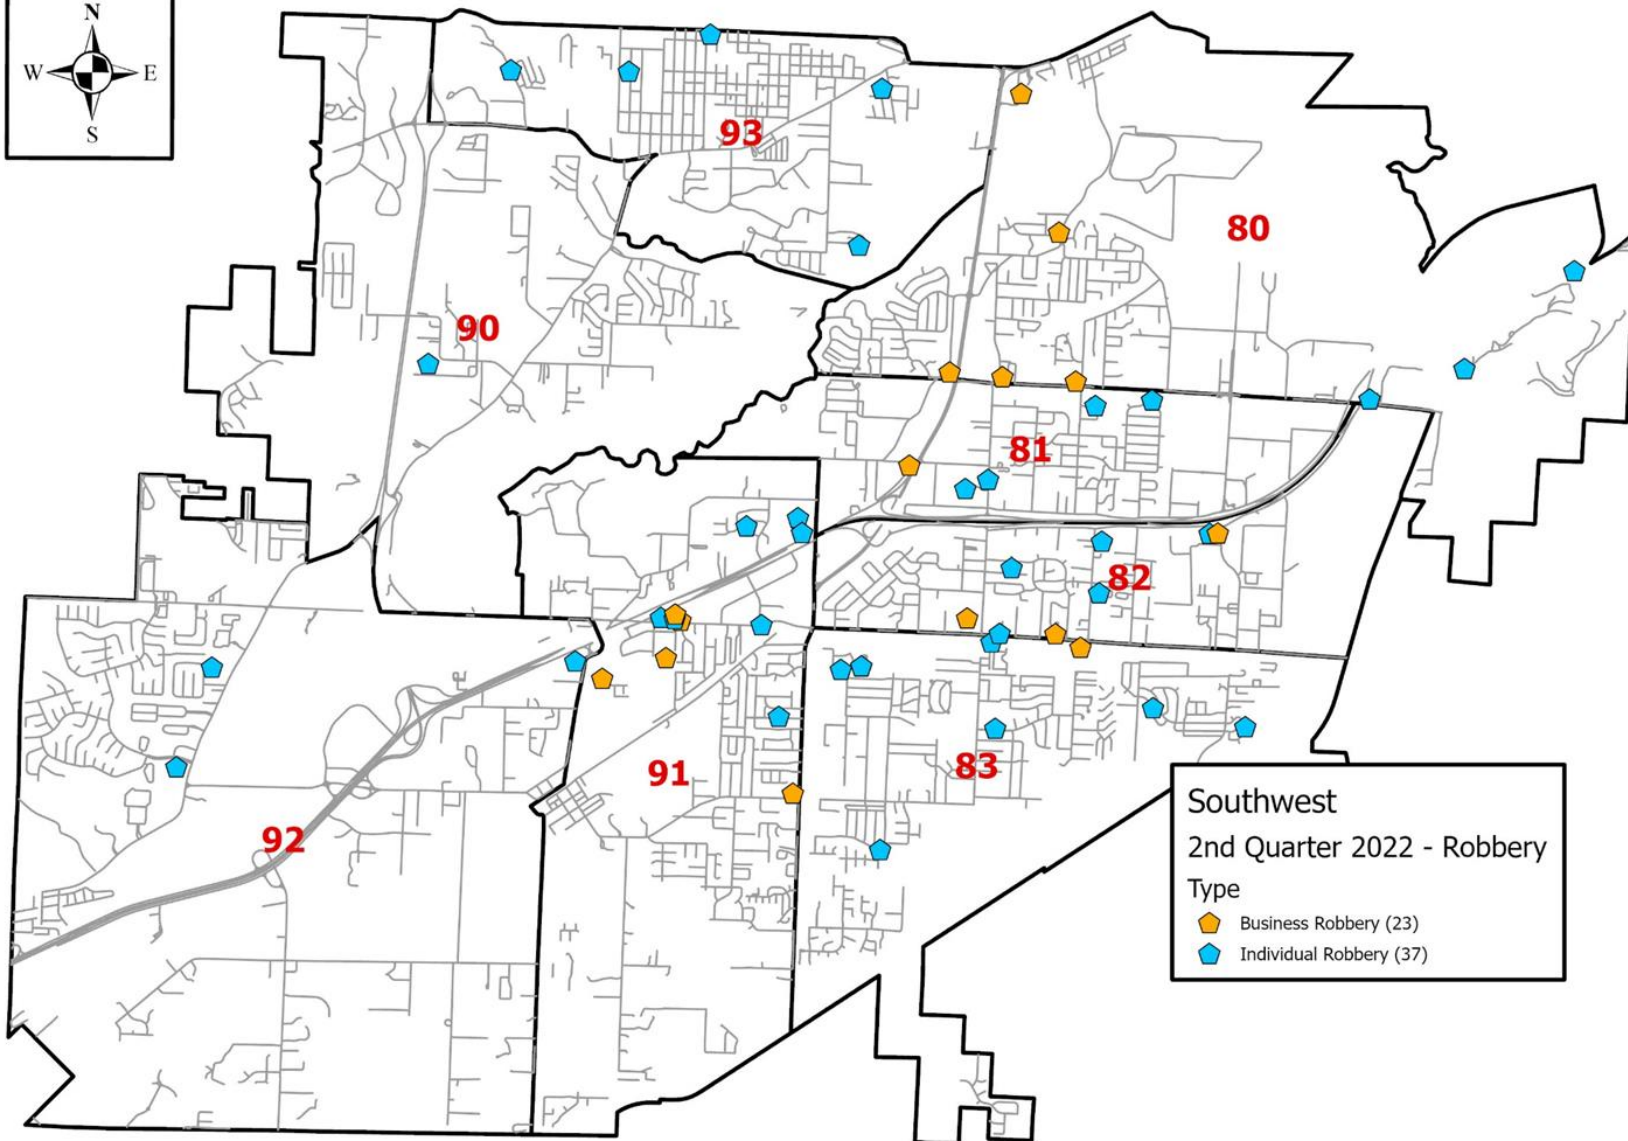 N
W E
S
93
80
90
81
82
91
83
92
Southwest
2nd Quarter 2022 - Robbery
Type
Business Robbery (23)
Individual Robbery (37)